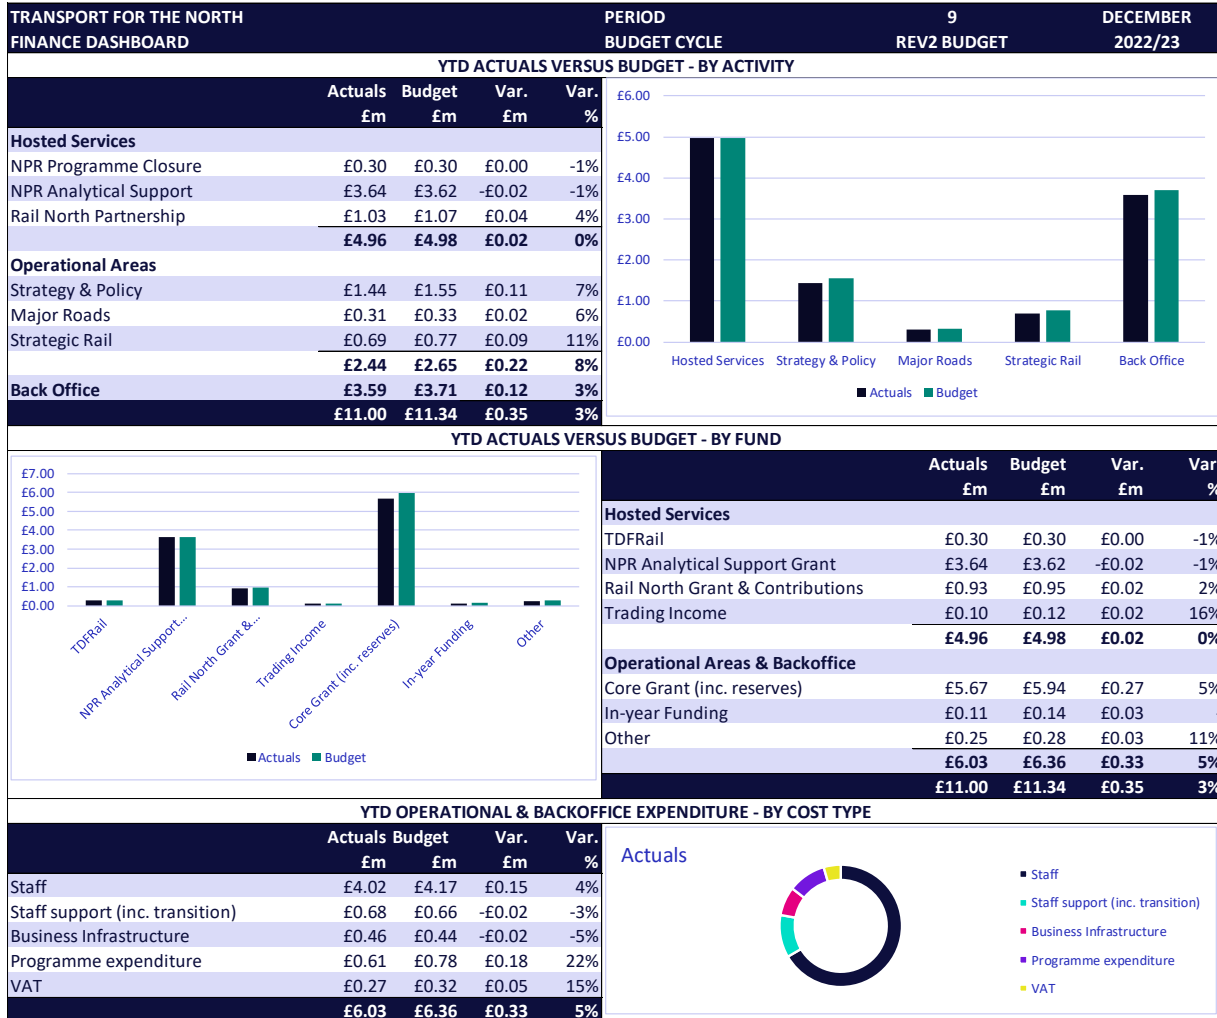 TRANSPORT FOR THE NORTH PERIOD 9 DECEMBER
FINANCE DASHBOARD BUDGET CYCLE REV2 BUDGET 2022/23
YTD ACTUALS VERSUS BUDGET - BY ACTIVITY
Actuals Budget Var. Var.
£m £m £m %
Hosted Services
NPR Programme Closure £0.30 £0.30 £0.00 -1%
NPR Analytical Support £3.64 £3.62 -£0.02 -1%
Rail North Partnership £1.03 £1.07 £0.04 4%
£4.96 £4.98 £0.02 0%
Operational Areas
Strategy & Policy £1.44 £1.55 £0.11 7%
Major Roads £0.31 £0.33 £0.02 6%
Strategic Rail £0.69 £0.77 £0.09 11%
£2.44 £2.65 £0.22 8%
Back Office £3.59 £3.71 £0.12 3%
£11.00 £11.34 £0.35 3%
£6.00
£5.00
£4.00
£3.00
£2.00
£1.00
£0.00
Hosted Services Strategy & Policy Major Roads Strategic Rail Back Office
Actuals Budget
YTD ACTUALS VERSUS BUDGET - BY FUND
£7.00
£6.00
£5.00
£4.00
£3.00
£2.00
£1.00
£0.00
TDFRail
NPR Analytical Support...
Rail North Grant &...
Trading Income
Core Grant (inc. reserves)
In-year Funding
Other
Actuals Budget
Actuals Budget Var. Var
£m £m £m %
Hosted Services
TDFRail £0.30 £0.30 £0.00 -1%
NPR Analytical Support Grant £3.64 £3.62 -£0.02 -1%
Rail North Grant & Contributions £0.93 £0.95 £0.02 2%
Trading Income £0.10 £0.12 £0.02 16%
£4.96 £4.98 £0.02 0%
Operational Areas & Backoffice
Core Grant (inc. reserves) £5.67 £5.94 £0.27 5%
In-year Funding £0.11 £0.14 £0.03
Other £0.25 £0.28 £0.03 11%
£6.03 £6.36 £0.33 5%
£11.00 £11.34 £0.35 3%
YTD OPERATIONAL & BACKOFFICE EXPENDITURE - BY COST TYPE
Actuals Budget Var. Var.
£m £m £m %
Staff £4.02 £4.17 £0.15 4%
Staff support (inc. transition) £0.68 £0.66 -£0.02 -3%
Business Infrastructure £0.46 £0.44 -£0.02 -5%
Programme expenditure £0.61 £0.78 £0.18 22%
VAT £0.27 £0.32 £0.05 15%
£6.03 £6.36 £0.33 5%
Actuals
Staff
Staff support (inc. transition)
Business Infrastructure
Programme expenditure
VAT